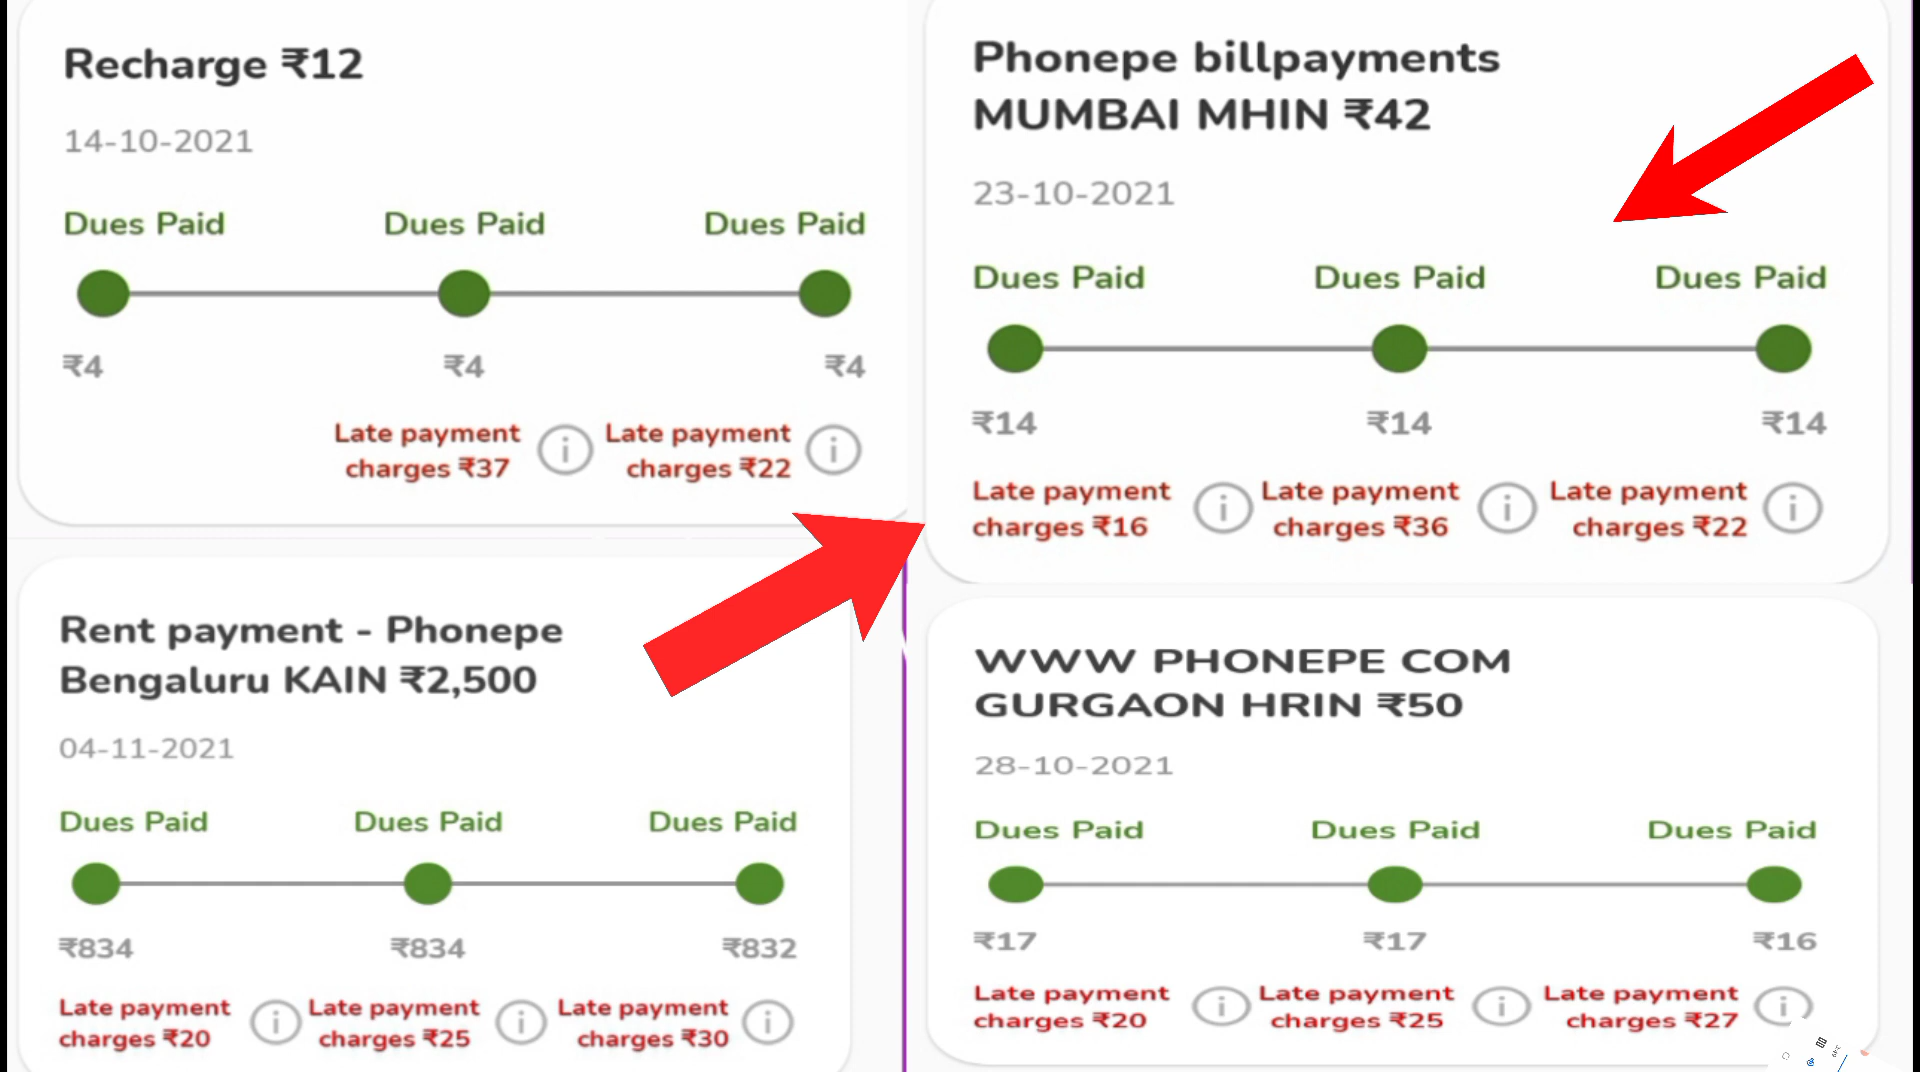 Recharge ₹12
14-10-2021
Dues Paid Dues Paid Dues Paid
₹4 ₹4 ₹4
Late payment Late payment
charges ₹37 charges ₹22
Phonepe billpayments
MUMBAI MHIN ₹42
23-10-2021
Dues Paid Dues Paid Dues Paid
₹14 ₹14 ₹14
Late payment Late payment Late payment
charges ₹16 charges ₹36 charges ₹22
Rent payment - Phonepe
Bengaluru KAIN ₹2,500
04-11-2021
Dues Paid Dues Paid Dues Paid
₹834 ₹834 ₹832
Late payment Late payment Late payment
charges ₹20 charges ₹25 charges ₹30
WWW PHONEPE COM
GURGAON HRIN ₹50
28-10-2021
Dues Paid Dues Paid Dues Paid
₹17 ₹17 ₹16
Late payment Late payment Late payment
charges ₹20 charges ₹25 charges ₹27